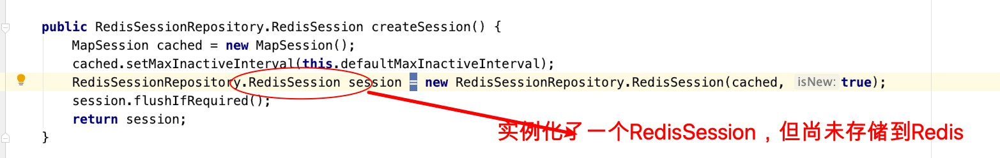 public RedisSessionRepository.RedisSession createSession() {
MapSession cached = new MapSession();
cached.setMaxInactiveInterval(this.defaultMaxInactiveInterval);
RedisSessionRepository.RedisSession session = new RedisSessionRepository.RedisSession(cached, isNew: true);
session.flushIfRequired();
return session;
}
实例化了一个RedisSession，但尚未存储到Redis